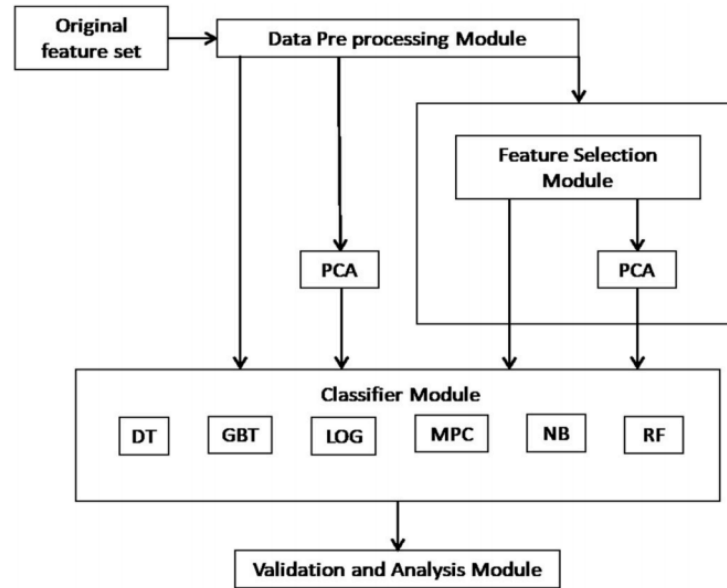 Original
feature set
Data Pre processing Module
Feature Selection
Module
PCA
PCA
Classifier Module
DT
GBT
LOG
MPC
NB
RF
Validation and Analysis Module